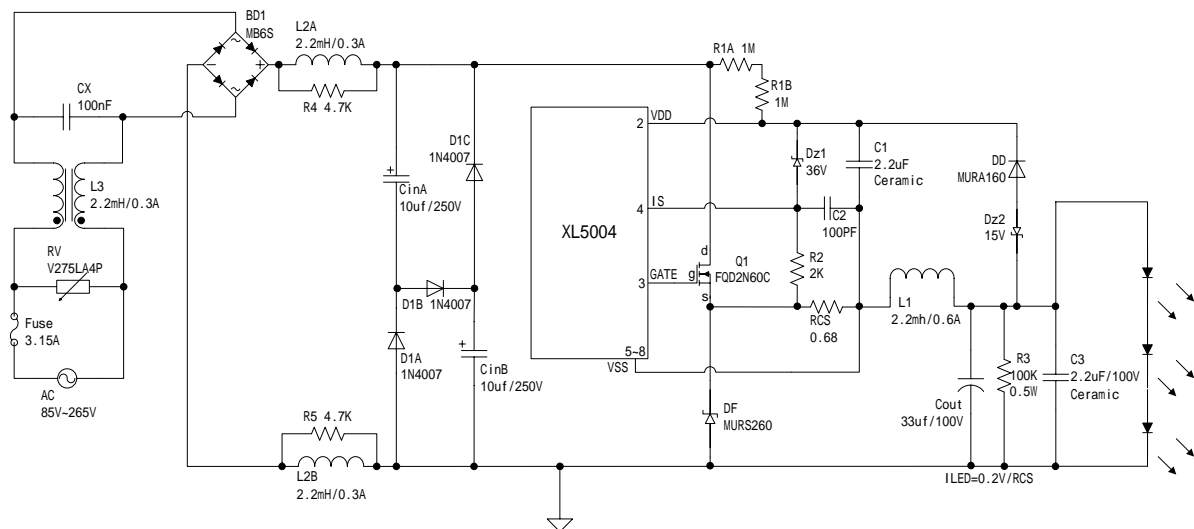 BD1
MB6S
L2A
2.2mH/0.3A
R4 4.7K
CX
100nF
L3
2.2mH/0.3A
RV
V275LA4P
Fuse
3.15A
AC
85V~265V
D1C
1N4007
+
CinA
10uf/250V
D1B 1N4007
D1A
1N4007
+
CinB
10uf/250V
R5 4.7K
L2B
2.2mH/0.3A
R1A 1M
R1B
1M
XL5004
2
VDD
4
IS
3
GATE
5~8
VSS
Dz1
36V
C1
2.2uF
Ceramic
C2
100PF
R2
2K
d
g
s
Q1
FQD2N60C
RCS
0.68
DF
MURS260
DD
MURA160
Dz2
15V
L1
2.2mh/0.6A
R3
100K
0.5W
Cout
33uf/100V
C3
2.2uF/100V
Ceramic
ILED=0.2V/RCS